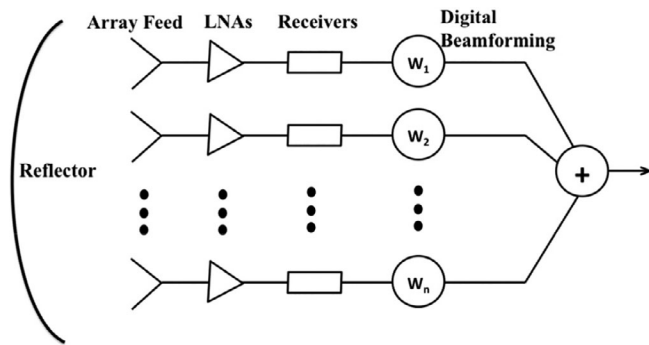 Array Feed LNAs Receivers Digital
Beamforming
W1
W2
Reflector
+
Wn